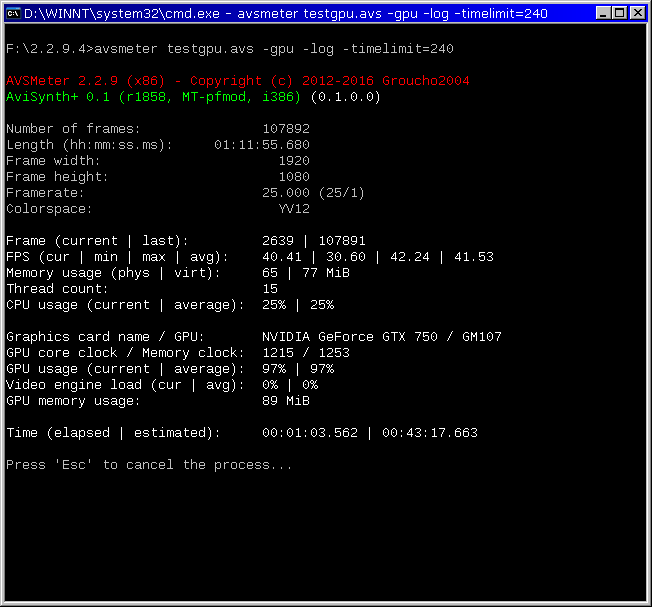 D:\WINNT\system32\cmd.exe - avsmeter testgpu.avs -gpu -log -timelimit=240
F:\2.2.9.4>avsmeter testgpu.avs -gpu -log -timelimit=240
AVSMeter 2.2.9 (x86) - Copyright (c) 2012-2016 Groucho2004
AviSynth+ 0.1 (r1858, MT-pfmod, i386) (0.1.0.0)
Number of frames: 107892
Length (hh:mm:ss.ms): 01:11:55.680
Frame width: 1920
Frame height: 1080
Framerate: 25.000 (25/1)
Colorspace: YV12
Frame (current | last): 2639 | 107891
FPS (cur | min | max | avg): 40.41 | 30.60 | 42.24 | 41.53
Memory usage (phys | virt): 65 | 77 MiB
Thread count: 15
CPU usage (current | average): 25% | 25%
Graphics card name / GPU: NVIDIA GeForce GTX 750 / GM107
GPU core clock / Memory clock: 1215 / 1253
GPU usage (current | average): 97% | 97%
Video engine load (cur | avg): 0% | 0%
GPU memory usage: 89 MiB
Time (elapsed | estimated): 00:01:03.562 | 00:43:17.663
Press 'Esc' to cancel the process...